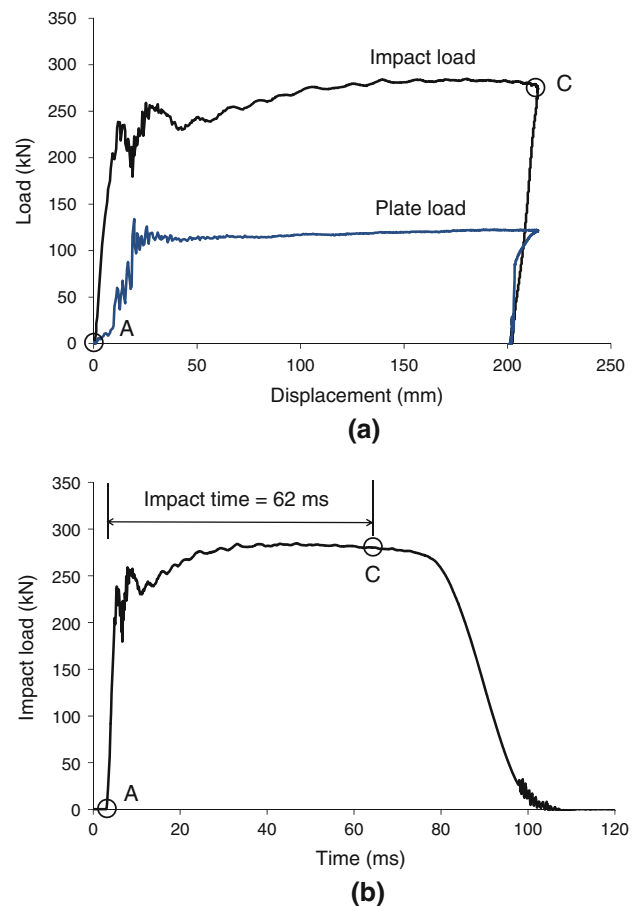 350
300
250
200
150
100
50
0
Load (kN)
Impact load
C
Plate load
A
0 50 100 150 200 250
Displacement (mm)
(a)
350
300
250
200
150
100
50
0
Impact load (kN)
Impact time = 62 ms
C
A
0 20 40 60 80 100 120
Time (ms)
(b)